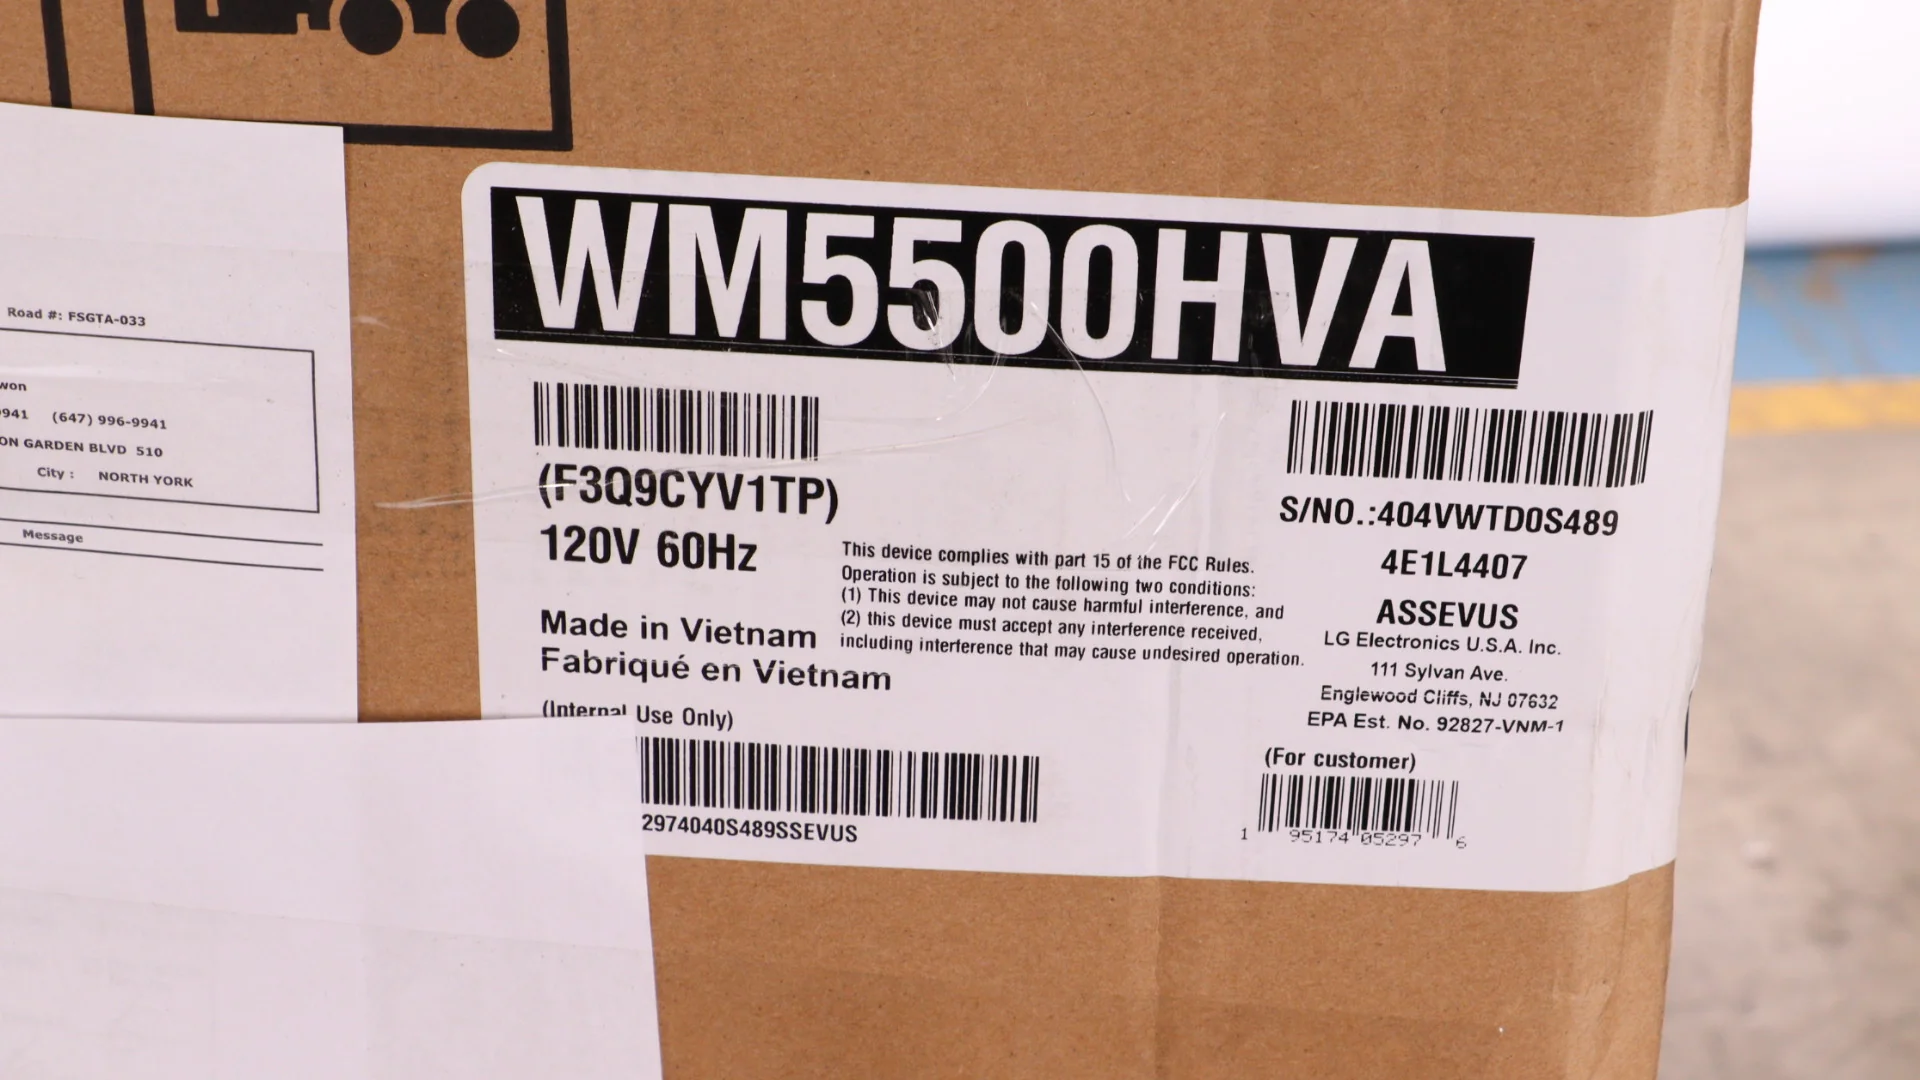 Road #: FSGTA-033
941 (647) 996-9941
GARDEN BLVD 510
City : NORTH YORK
Message
WM5500HVA
(F3Q9CYV1TP)
120V 60Hz
Made in Vietnam
Fabriqué en Vietnam
This device complies with part 15 of the FCC Rules.
Operation is subject to the following two conditions:
(1) This device may not cause harmful interference, and
(2) this device must accept any interference received,
including interference that may cause undesired operation.
S/NO.:404VWTD0S489
4E1L4407
ASSEVUS
LG Electronics U.S.A. Inc.
111 Sylvan Ave.
Englewood Cliffs, NJ 07632
EPA Est. No. 92827-VNM-1
(Internal Use Only)
2974040S489SSEVUS
(For customer)
1 95174 05297 6